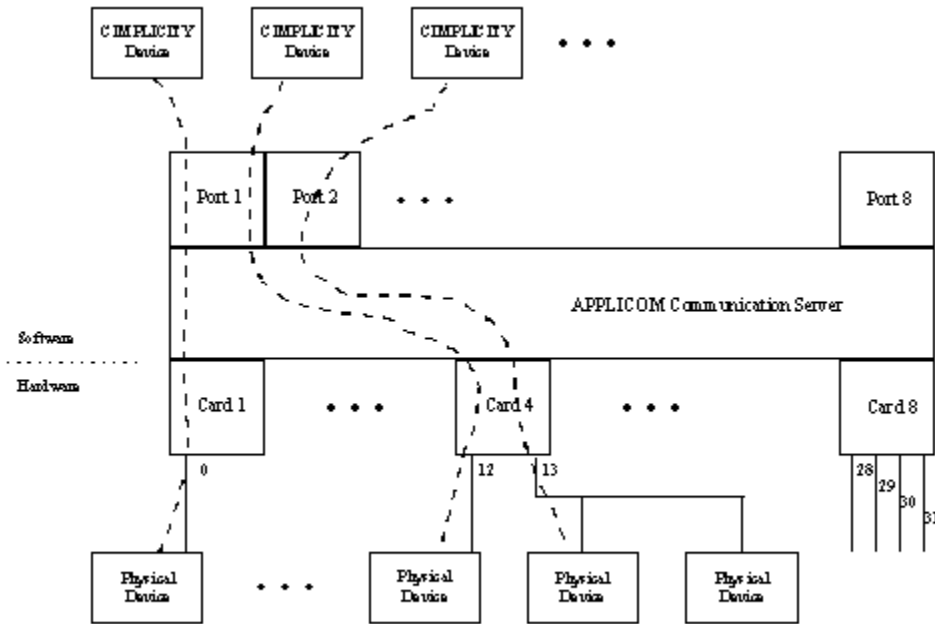 CIMPLICITY
Device
CIMPLICITY
Device
CIMPLICITY
Device
Port 1
Port 2
Port 8
APPLICOM Communication Server
Software
Hardware
Card 1
Card 4
Card 8
0
12
13
28
29
30
31
Physical
Device
Physical
Device
Physical
Device
Physical
Device